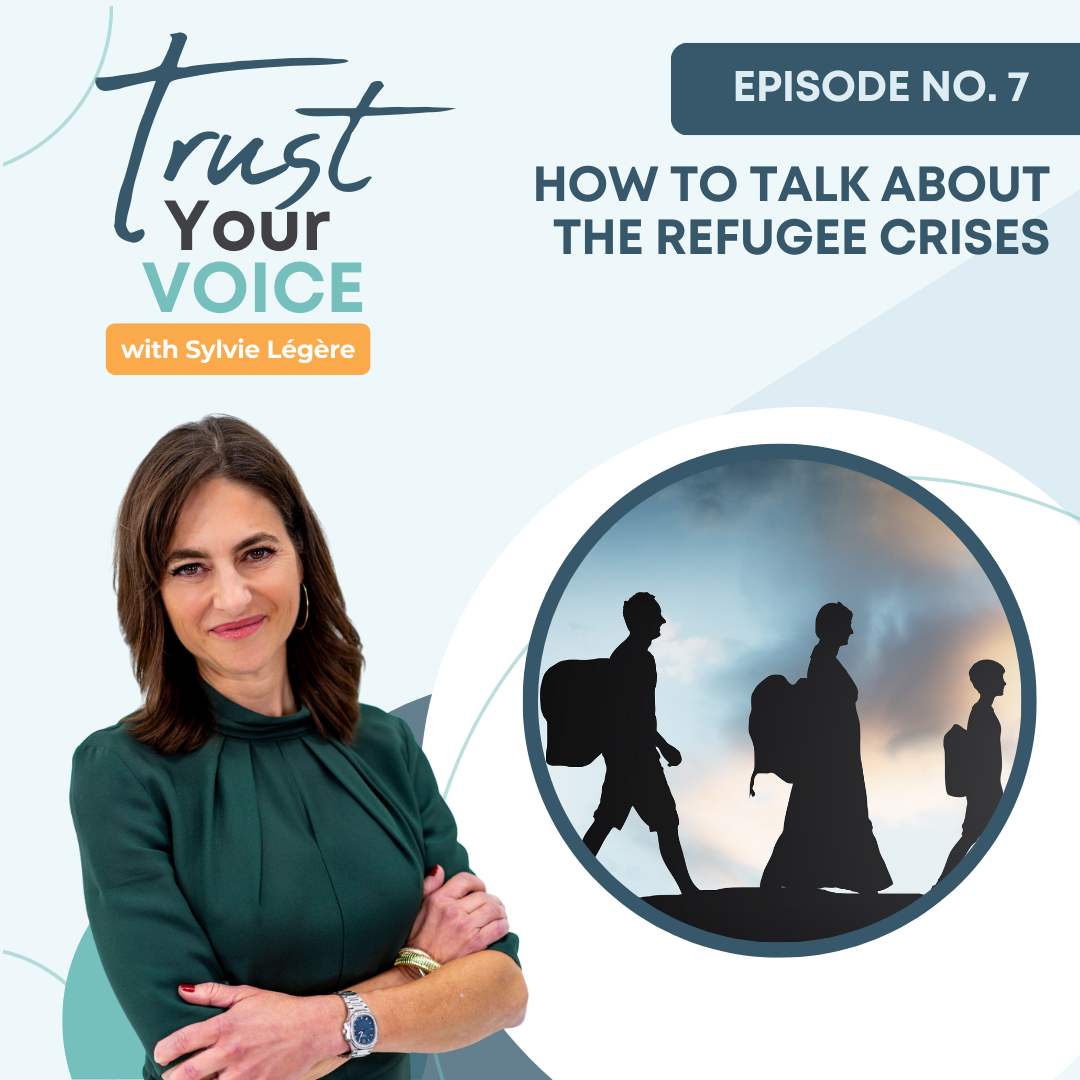 Trust
Your
VOICE
with Sylvie Légère
EPISODE NO. 7
HOW TO TALK ABOUT
THE REFUGEE CRISES